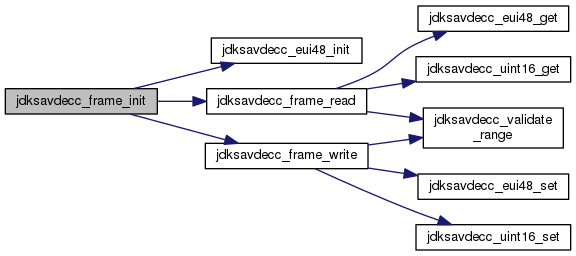 jdksavdecc_frame_init
jdksavdecc_eui48_init
jdksavdecc_frame_read
jdksavdecc_frame_write
jdksavdecc_eui48_get
jdksavdecc_uint16_get
jdksavdecc_validate
_range
jdksavdecc_eui48_set
jdksavdecc_uint16_set